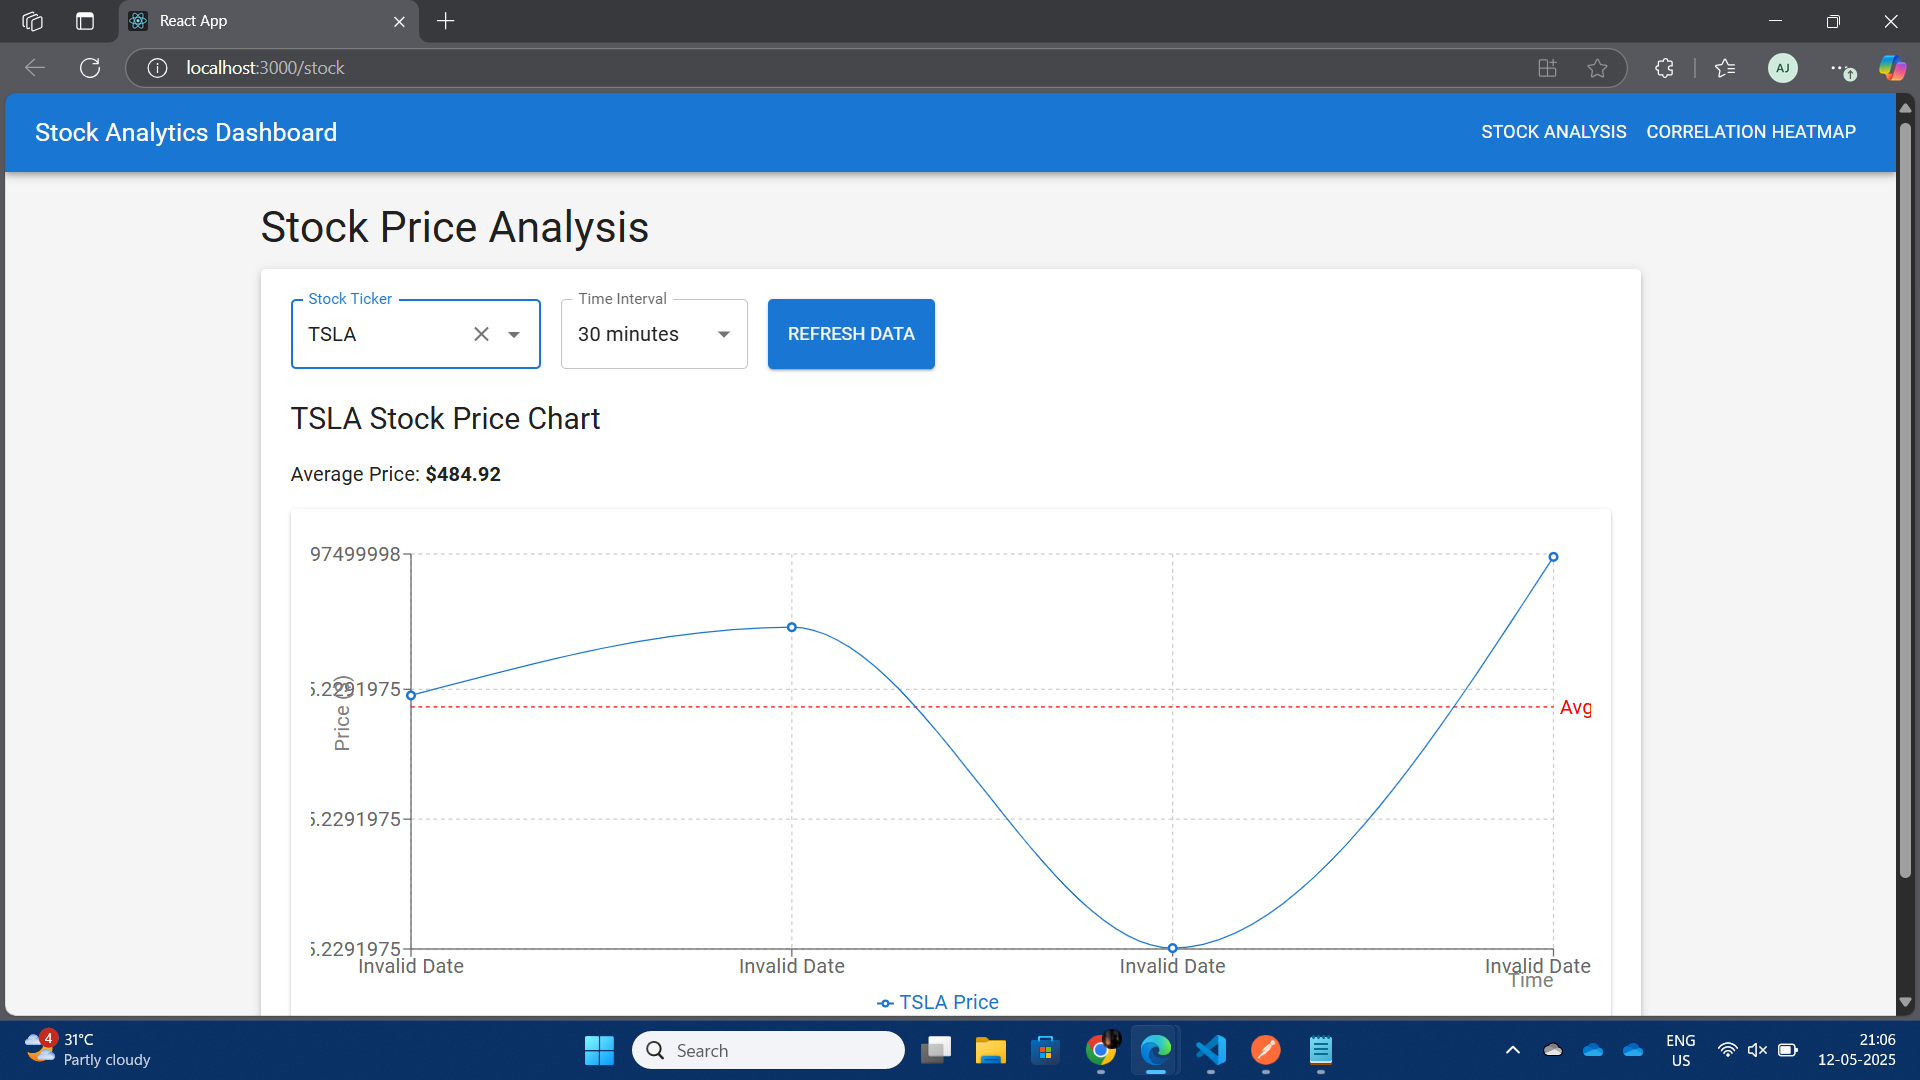 React App
localhost:3000/stock
AJ
Stock Analytics Dashboard
STOCK ANALYSIS CORRELATION HEATMAP
Stock Price Analysis
Stock Ticker
Time Interval
TSLA
30 minutes
REFRESH DATA
TSLA Stock Price Chart
Average Price: $484.92
97499998
5.2291975
Avg
Price ($)
5.2291975
5.2291975
Invalid Date Invalid Date Invalid Date Invalid Date
Time
TSLA Price
4
31°C
Partly cloudy
Search
ENG
US
21:06
12-05-2025